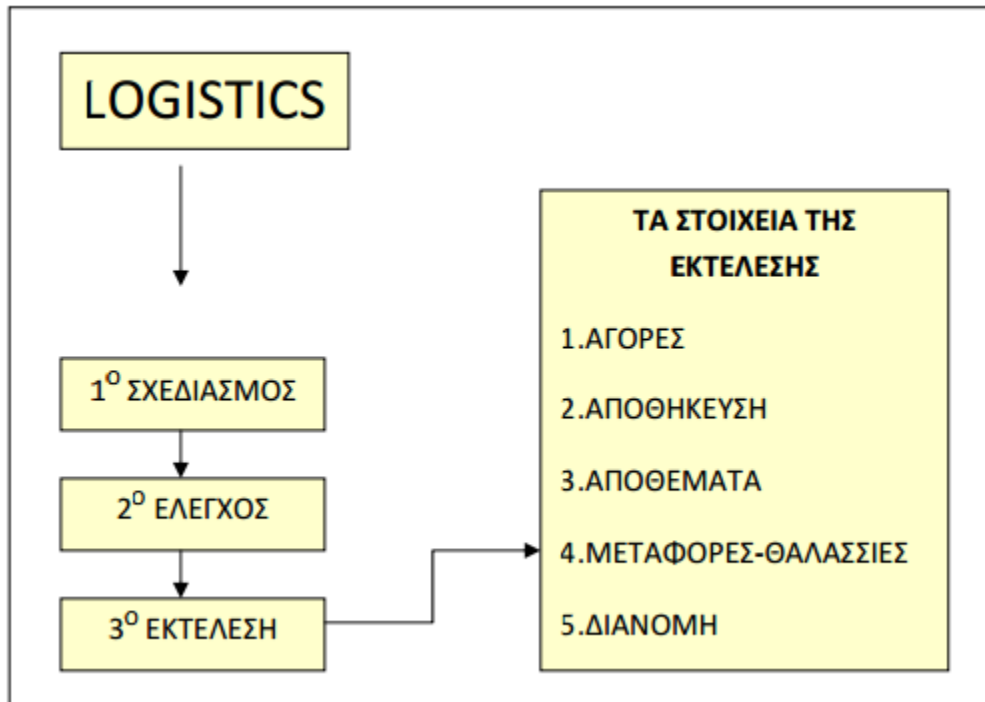 LOGISTICS
1Ο ΣΧΕΔΙΑΣΜΟΣ
2Ο ΕΛΕΓΧΟΣ
3Ο ΕΚΤΕΛΕΣΗ
ΤΑ ΣΤΟΙΧΕΙΑ ΤΗΣ
ΕΚΤΕΛΕΣΗΣ
1.ΑΓΟΡΕΣ
2.ΑΠΟΘΗΚΕΥΣΗ
3.ΑΠΟΘΕΜΑΤΑ
4.ΜΕΤΑΦΟΡΕΣ-ΘΑΛΑΣΣΙΕΣ
5.ΔΙΑΝΟΜΗ